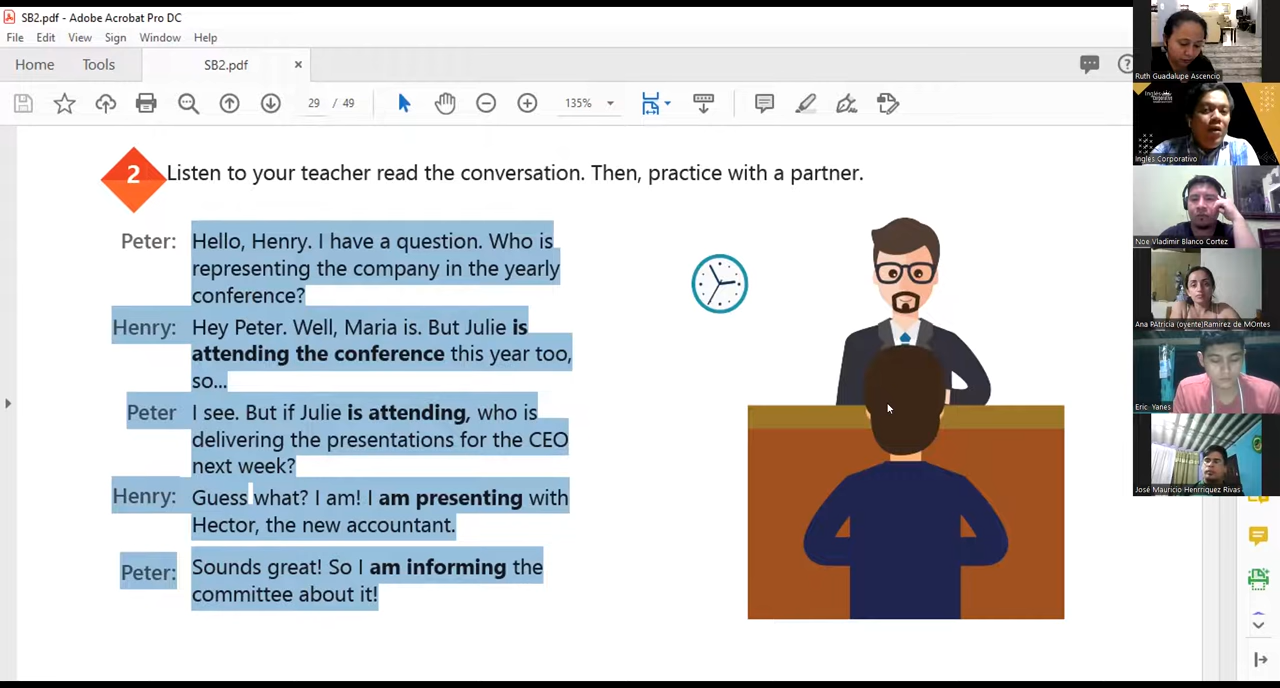 SB2.pdf - Adobe Acrobat Pro DC
File Edit View Sign Window Help
Home Tools SB2.pdf ×
29 / 49 135%
2 Listen to your teacher read the conversation. Then, practice with a partner.
Peter: Hello, Henry. I have a question. Who is
representing the company in the yearly
conference?
Henry: Hey Peter. Well, Maria is. But Julie is
attending the conference this year too,
so...
Peter I see. But if Julie is attending, who is
delivering the presentations for the CEO
next week?
Henry: Guess what? I am! I am presenting with
Hector, the new accountant.
Peter: Sounds great! So I am informing the
committee about it!
Ruth Guadalupe Ascencio
Inglés Corporativo
Ingles Corporativo
Noe Vladimir Blanco Cortez
Ana PAtricia (oyente)Ramirez de MOntes
Eric Yanes
José Mauricio Henrriquez Rivas